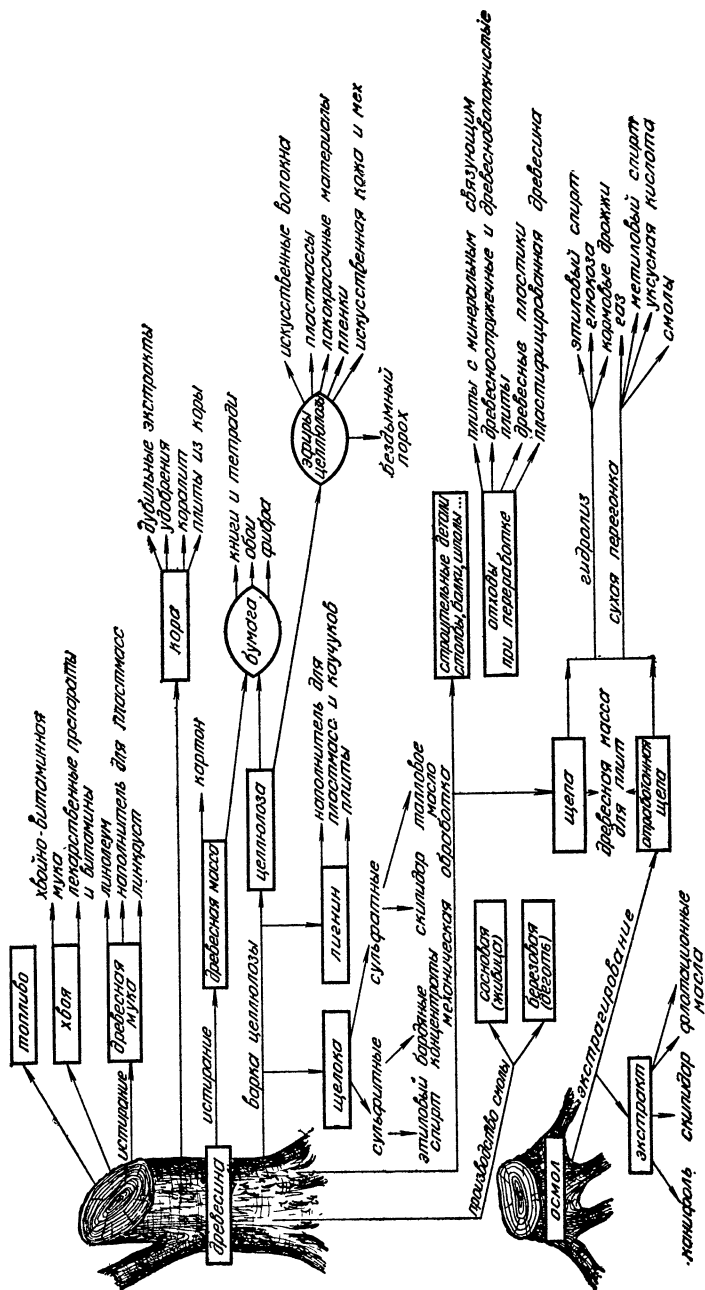 топливо
хвоя
хвойно-витаминная
мука
лекарственные препараты
и витамины
истирание
древесная
мука
линолеум
наполнитель для пластмасс
линкруст
кора
дубильные экстракты
удобрения
коралит
плиты из коры
древесина
истирание
древесная масса
картон
варка целлюлозы
целлюлоза
бумага
книги и тетради
обои
фибра
эфиры
целлюлозы
искусственные волокна
пластмассы
лакокрасочные материалы
пленки
искусственная кожа и мех
бездымный
порох
щелока
лигнин
наполнитель для
пластмасс и каучуков
плиты
сульфитные
сульфатные
этиловый
спирт
бардяные
концентраты
скипидар
талловое
масло
механическая обработка
строительные детали
столбы, балки, шпалы...
отходы
при переработке
плиты с минеральным связующим
древесностружечные и древесноволокнистые
плиты
древесные пластики
пластифицированная древесина
производство смолы
сосновая
(живица)
березовая
(деготь)
щепа
древесная масса
для плит
отработанная
щепа
гидролиз
этиловый спирт
глюкоза
кормовые дрожжи
сухая перегонка
газ
метиловый спирт
уксусная кислота
смолы
осмол
экстрагирование
экстракт
канифоль
скипидар
флотационные
масла